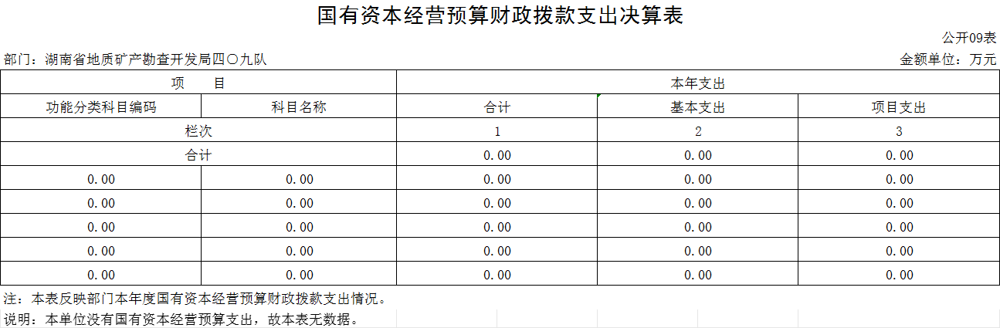 国有资本经营预算财政拨款支出决算表
公开09表
部门：湖南省地质矿产勘查开发局四〇九队 金额单位：万元
项 目 本年支出
功能分类科目编码 科目名称 合计 基本支出 项目支出
栏次 1 2 3
合计 0.00 0.00 0.00
0.00 0.00 0.00 0.00 0.00
0.00 0.00 0.00 0.00 0.00
0.00 0.00 0.00 0.00 0.00
0.00 0.00 0.00 0.00 0.00
0.00 0.00 0.00 0.00 0.00
注：本表反映部门本年度国有资本经营预算财政拨款支出情况。
说明：本单位没有国有资本经营预算支出，故本表无数据。